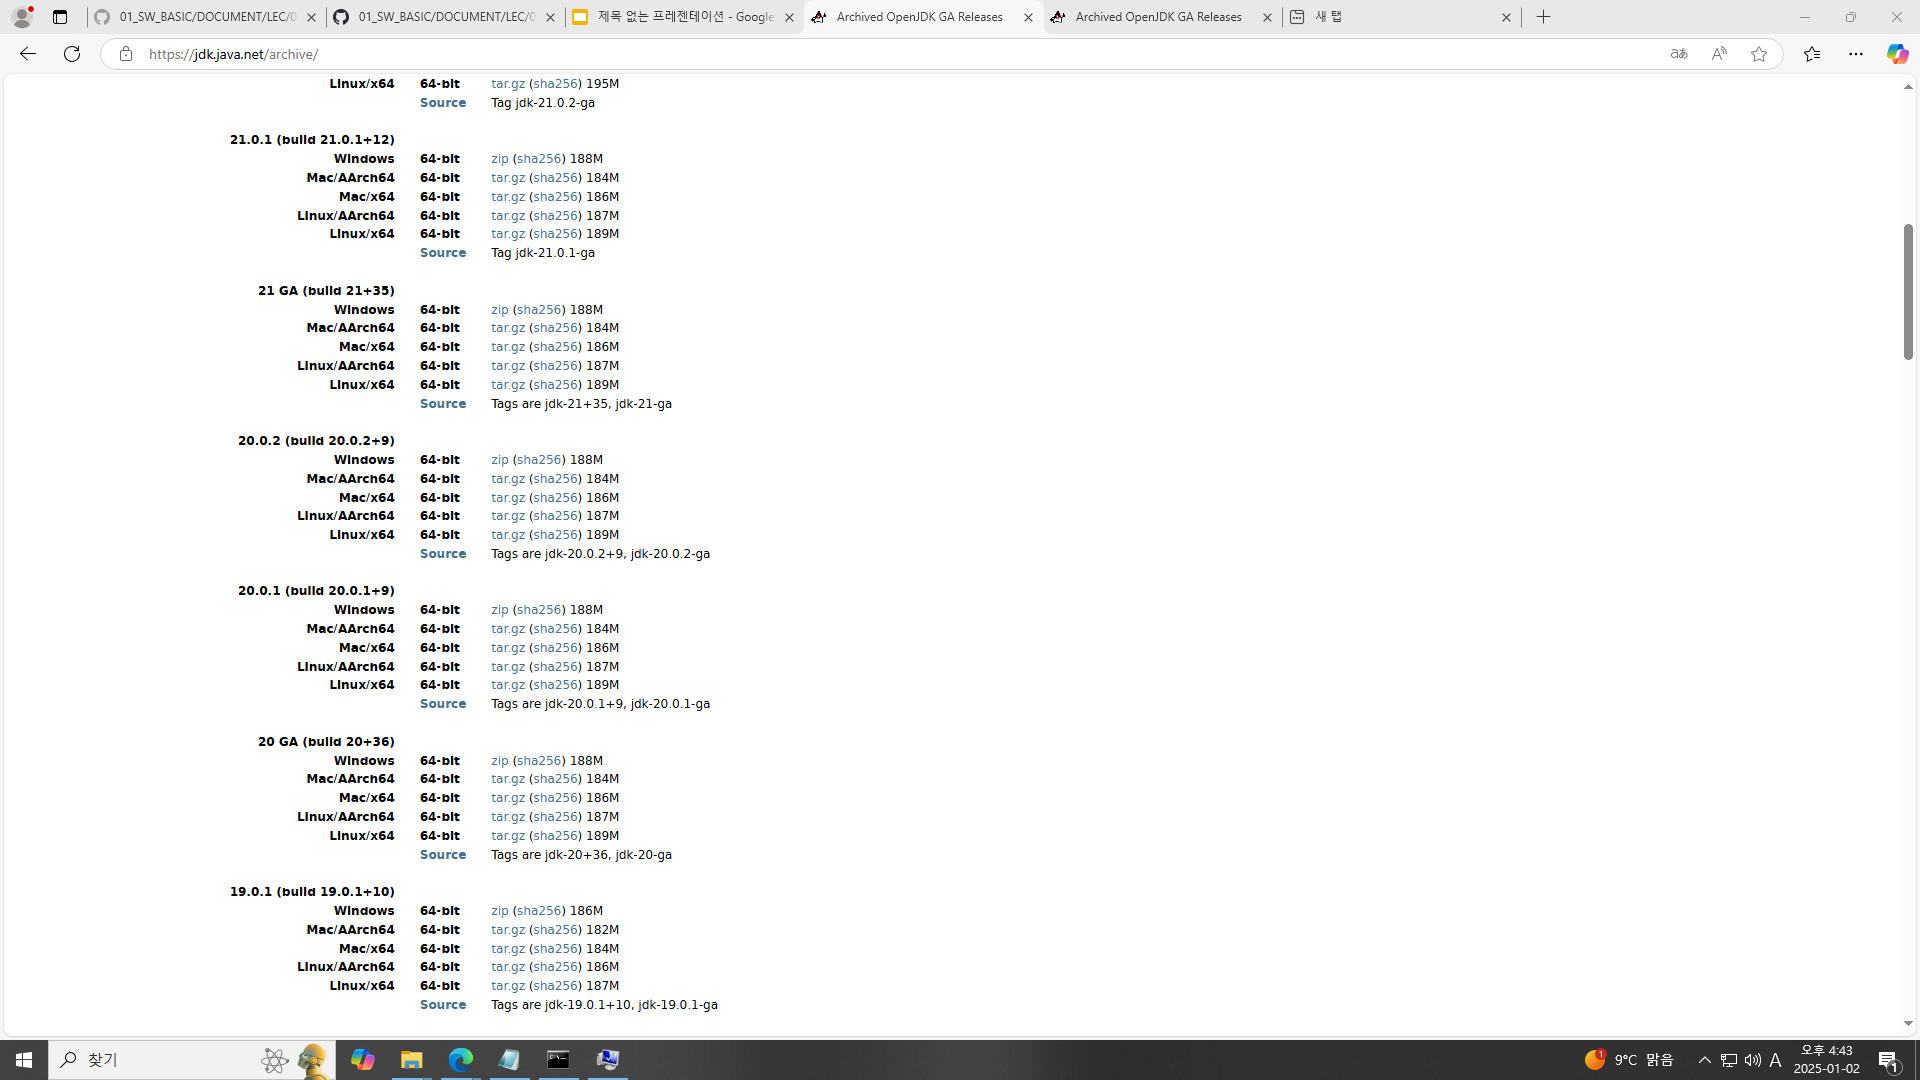 01_SW_BASIC/DOCUMENT/LEC/0
01_SW_BASIC/DOCUMENT/LEC/0
제목 없는 프레젠테이션 - Google
Archived OpenJDK GA Releases
Archived OpenJDK GA Releases
새 탭
https://jdk.java.net/archive/
Linux/x64 64-bit tar.gz (sha256) 195M
Source Tag jdk-21.0.2-ga
21.0.1 (build 21.0.1+12)
Windows 64-bit zip (sha256) 188M
Mac/AArch64 64-bit tar.gz (sha256) 184M
Mac/x64 64-bit tar.gz (sha256) 186M
Linux/AArch64 64-bit tar.gz (sha256) 187M
Linux/x64 64-bit tar.gz (sha256) 189M
Source Tag jdk-21.0.1-ga
21 GA (build 21+35)
Windows 64-bit zip (sha256) 188M
Mac/AArch64 64-bit tar.gz (sha256) 184M
Mac/x64 64-bit tar.gz (sha256) 186M
Linux/AArch64 64-bit tar.gz (sha256) 187M
Linux/x64 64-bit tar.gz (sha256) 189M
Source Tags are jdk-21+35, jdk-21-ga
20.0.2 (build 20.0.2+9)
Windows 64-bit zip (sha256) 188M
Mac/AArch64 64-bit tar.gz (sha256) 184M
Mac/x64 64-bit tar.gz (sha256) 186M
Linux/AArch64 64-bit tar.gz (sha256) 187M
Linux/x64 64-bit tar.gz (sha256) 189M
Source Tags are jdk-20.0.2+9, jdk-20.0.2-ga
20.0.1 (build 20.0.1+9)
Windows 64-bit zip (sha256) 188M
Mac/AArch64 64-bit tar.gz (sha256) 184M
Mac/x64 64-bit tar.gz (sha256) 186M
Linux/AArch64 64-bit tar.gz (sha256) 187M
Linux/x64 64-bit tar.gz (sha256) 189M
Source Tags are jdk-20.0.1+9, jdk-20.0.1-ga
20 GA (build 20+36)
Windows 64-bit zip (sha256) 188M
Mac/AArch64 64-bit tar.gz (sha256) 184M
Mac/x64 64-bit tar.gz (sha256) 186M
Linux/AArch64 64-bit tar.gz (sha256) 187M
Linux/x64 64-bit tar.gz (sha256) 189M
Source Tags are jdk-20+36, jdk-20-ga
19.0.1 (build 19.0.1+10)
Windows 64-bit zip (sha256) 186M
Mac/AArch64 64-bit tar.gz (sha256) 182M
Mac/x64 64-bit tar.gz (sha256) 184M
Linux/AArch64 64-bit tar.gz (sha256) 186M
Linux/x64 64-bit tar.gz (sha256) 187M
Source Tags are jdk-19.0.1+10, jdk-19.0.1-ga
찾기
1
9°C 맑음
A
오후 4:43
2025-01-02
1